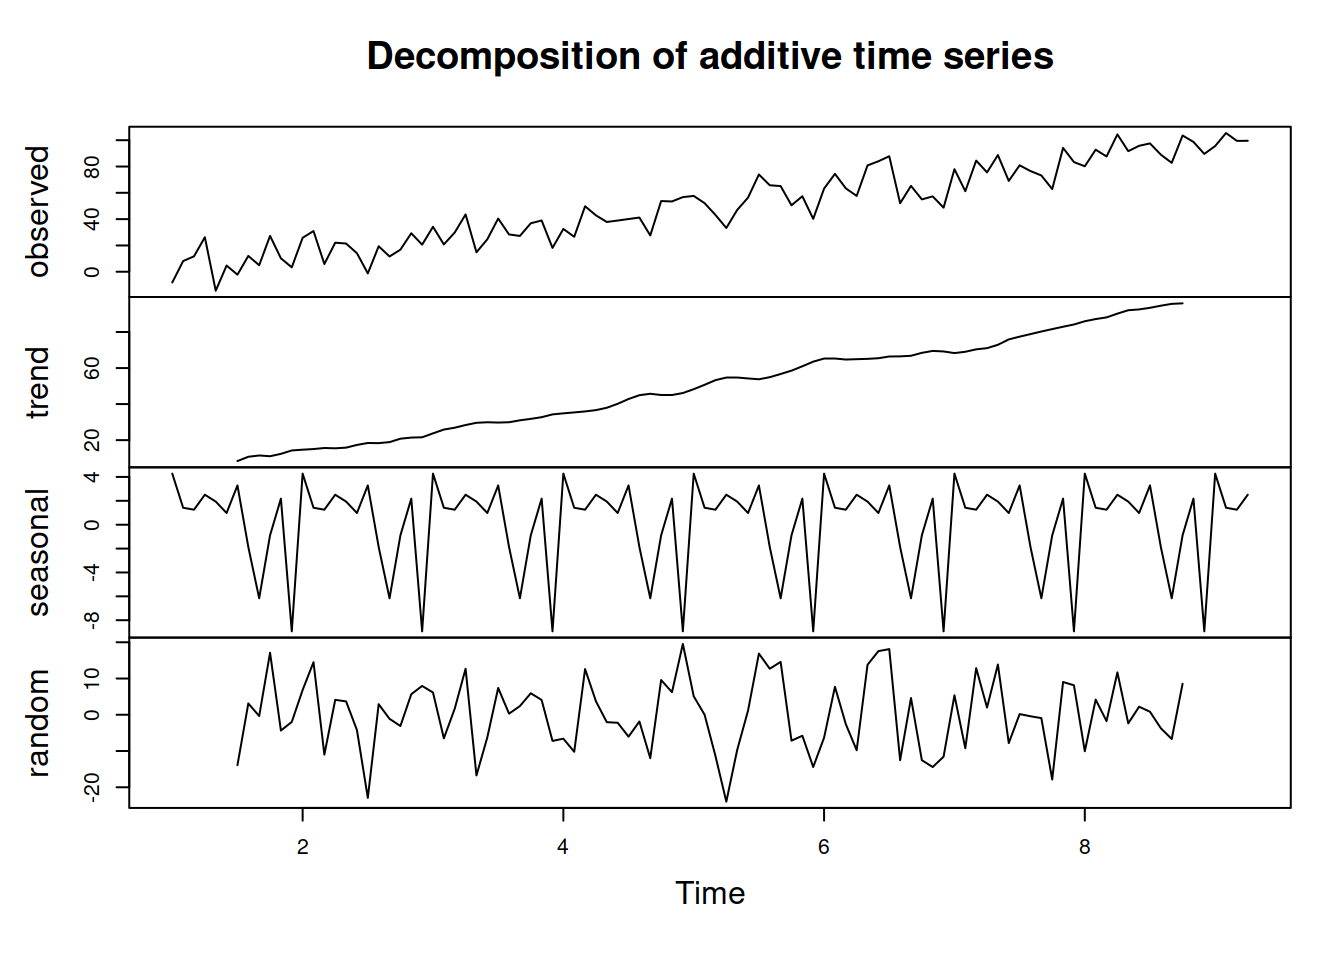 Decomposition of additive time series
observed
0 40 80
trend
20 60
seasonal
-8 -4 0 4
random
-20 0 10
2 4 6 8
Time